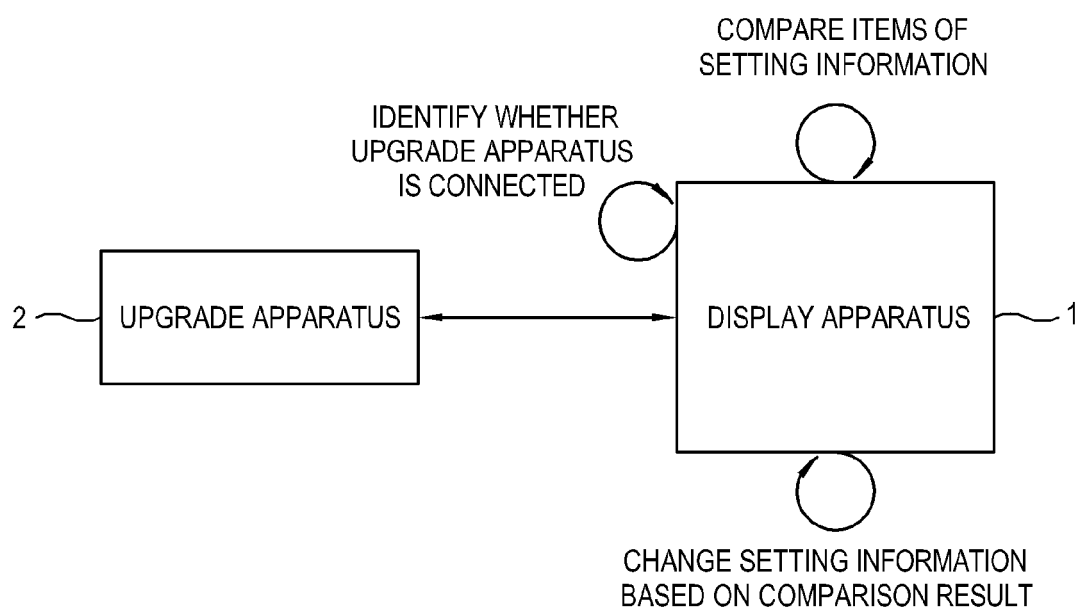 COMPARE ITEMS OF
SETTING INFORMATION
IDENTIFY WHETHER
UPGRADE APPARATUS
IS CONNECTED
2
UPGRADE APPARATUS
DISPLAY APPARATUS
1
CHANGE SETTING INFORMATION
BASED ON COMPARISON RESULT